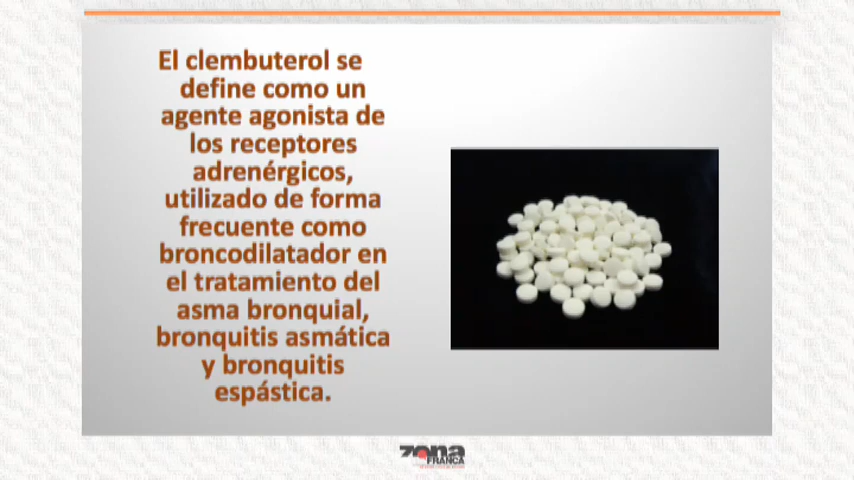 El clembuterol se
define como un
agente agonista de
los receptores
adrenérgicos,
utilizado de forma
frecuente como
broncodilatador en
el tratamiento del
asma bronquial,
bronquitis asmática
y bronquitis
espástica.
zona
FRANCA